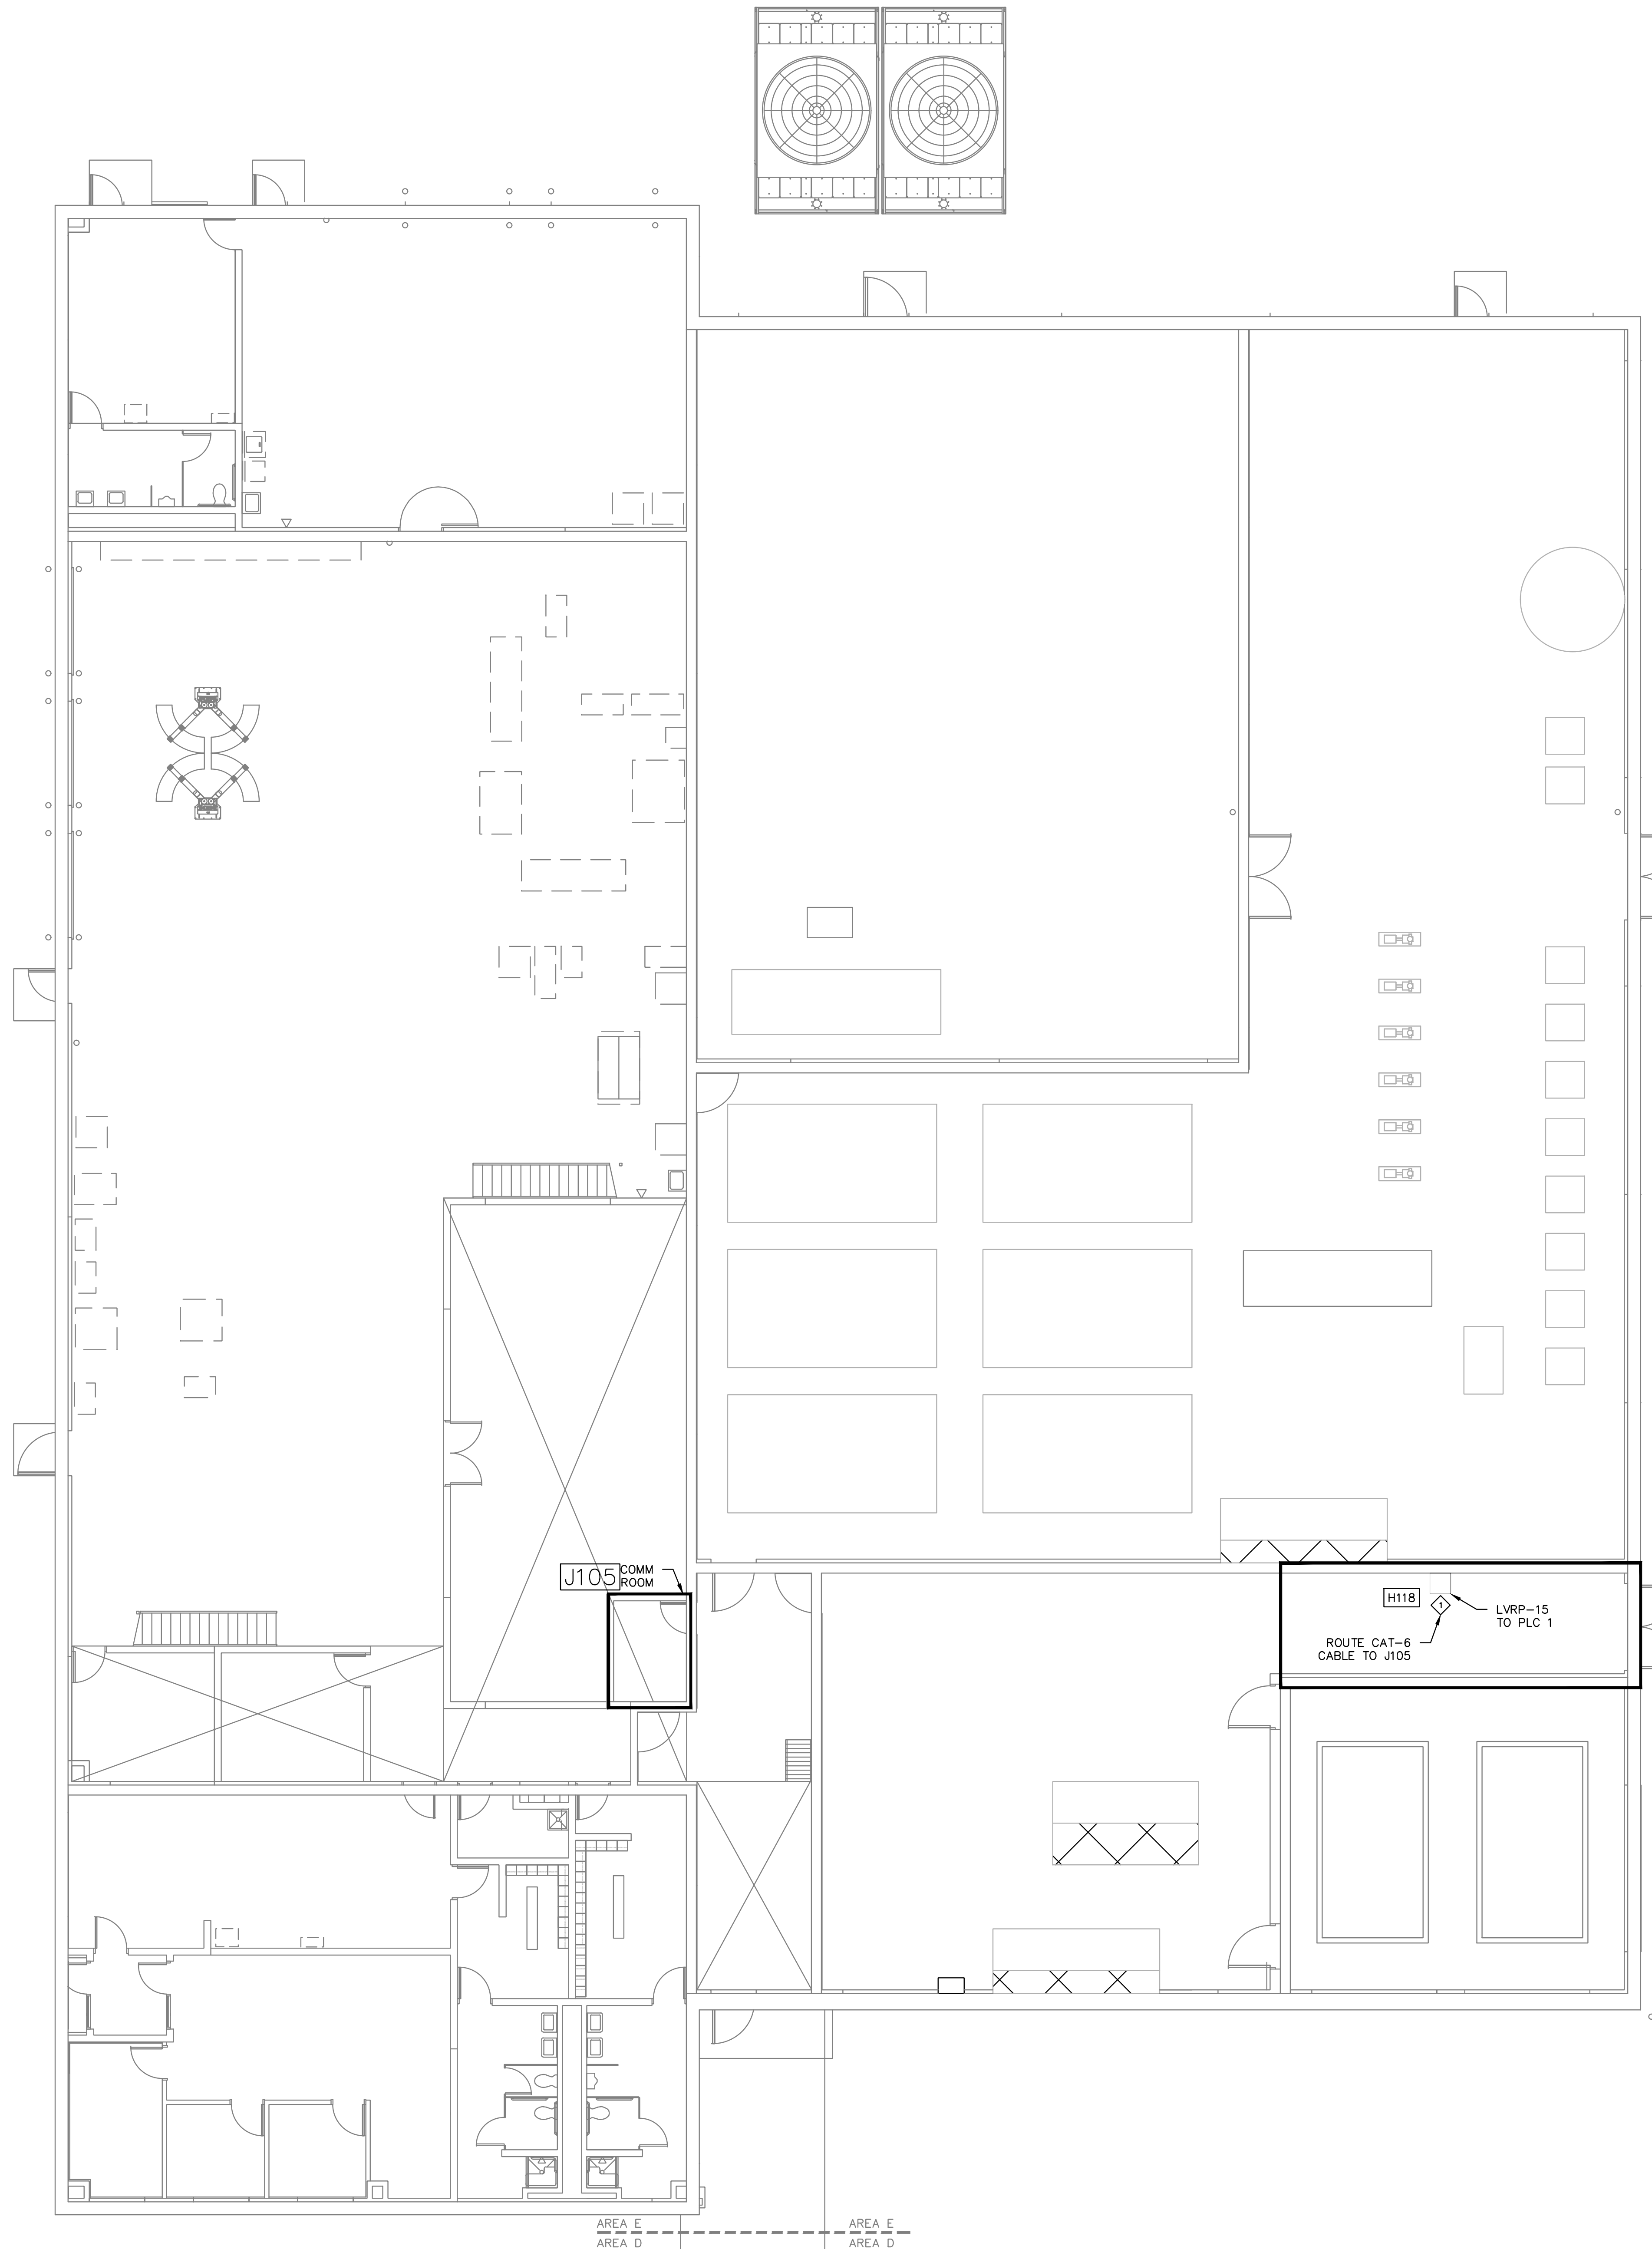 J105
COMM
ROOM
H118
1
LVRP-15
TO PLC 1
ROUTE CAT-6
CABLE TO J105
AREA E
AREA E
AREA D
AREA D